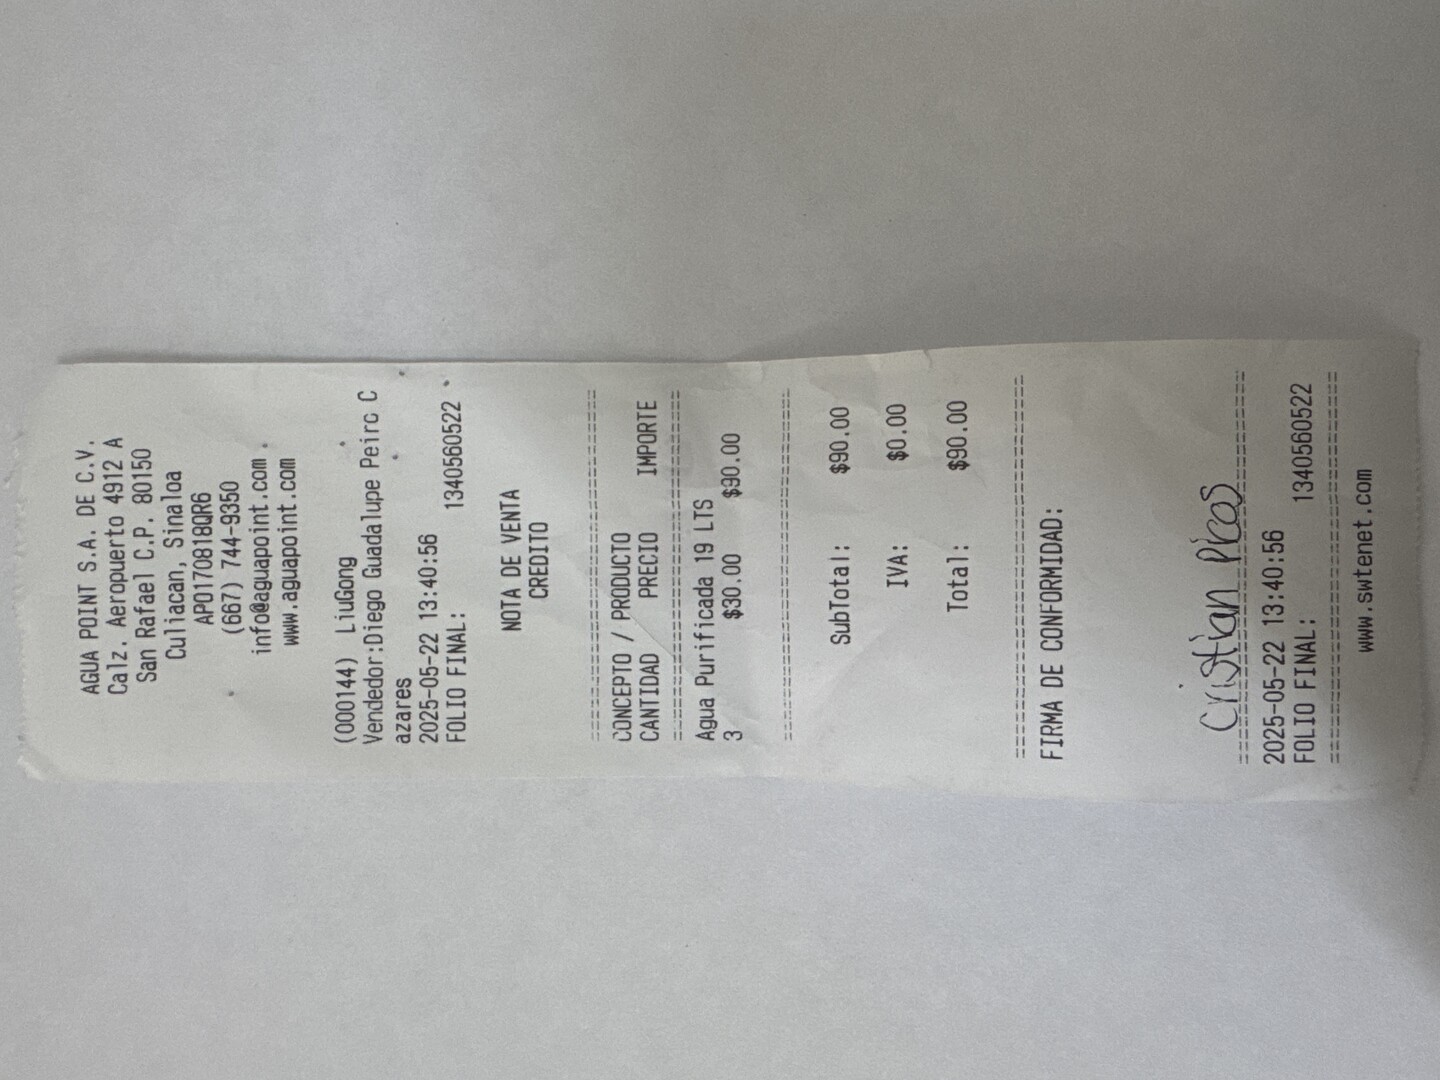 AGUA POINT S.A. DE C.V.
Calz. Aeropuerto 4912 A
San Rafael C.P. 80150
Culiacan, Sinaloa
APO170818QR6
(667) 744-9350
info@aguapoint.com
www.aguapoint.com
(000144) LiuGong
Vendedor:Diego Guadalupe Peiro C
azares
2025-05-22 13:40:56
FOLIO FINAL: 1340560522
NOTA DE VENTA
CREDITO
================================
CONCEPTO / PRODUCTO
CANTIDAD PRECIO IMPORTE
================================
Agua Purificada 19 LTS
3 $30.00 $90.00
================================
SubTotal: $90.00
IVA: $0.00
Total: $90.00
================================
FIRMA DE CONFORMIDAD:
Cristian Picos
================================
2025-05-22 13:40:56
FOLIO FINAL: 1340560522
================================
www.swtenet.com